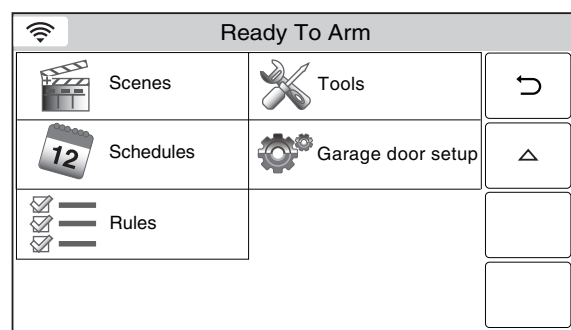 Ready To Arm
Scenes
Tools
12
Schedules
Garage door setup
Rules